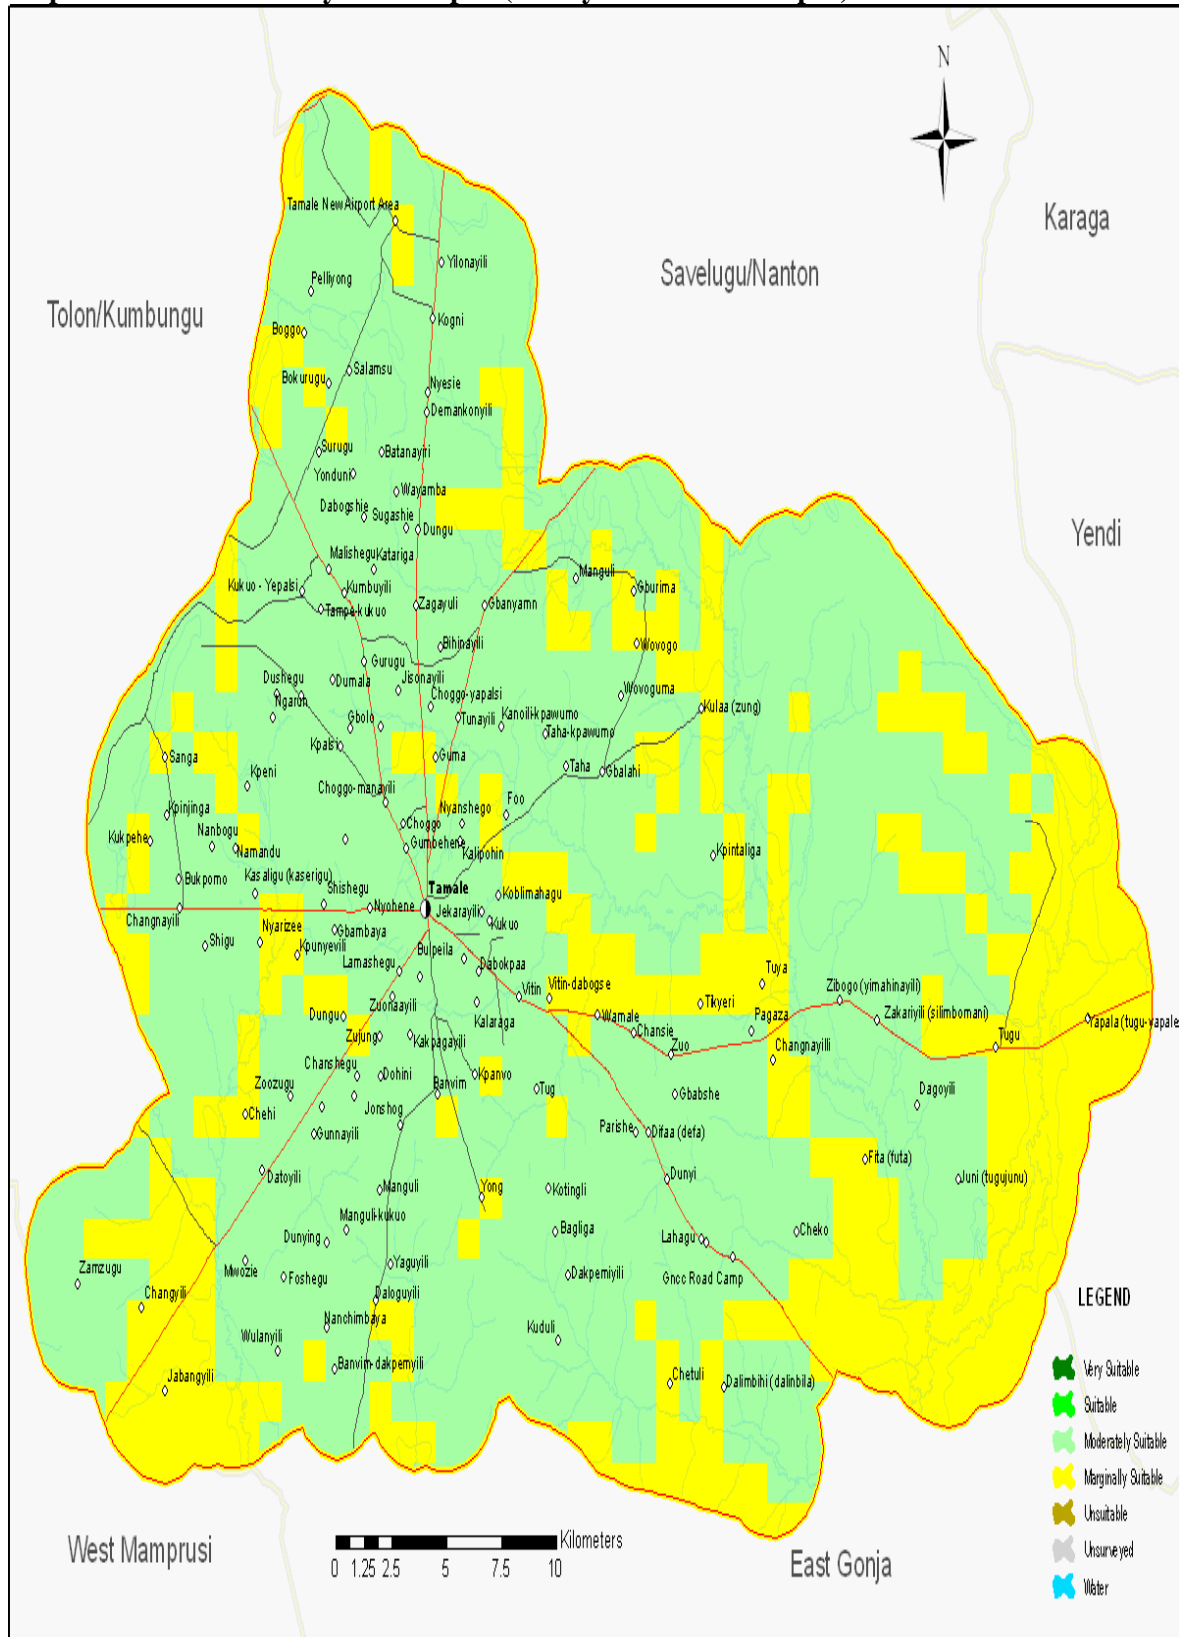 N
Karaga
Savelugu/Nanton
Tolon/Kumbungu
Yendi
Tamale New Airport Area
Yilonayili
Pelliyong
Kogni
Boggo
Salamsu
Bokurugu
Nyesie
Demankonyili
Surugu
Batanayiri
Yonduni
Wayamba
Dabogshie
Sugashie
Dungu
Malishegu
Katariga
Manguli
Kukuo - Yepalsi
Kumbuyili
Gburima
Tampe-kukuo
Zagayuli
Gbanyamn
Bihinayili
Wovogo
Gurugu
Dushegu
Dumala
Jisonayili
Wovoguma
Ngaron
Choggo-yapalsi
Kulaa (zung)
Gbolo
Tunayili
Kanoili-kpawumo
Taha-kpawumo
Kpalsi
Sanga
Guma
Taha
Gbalahi
Kpeni
Choggo-manayili
Foo
Kpinjinga
Nyanshego
Choggo
Kukpehe
Nanbogu
Namandu
Gumbehene
Kalipohin
Kpintaliga
Bukpomo
Kasaligu (kaserigu)
Shishegu
Tamale
Koblimahagu
Changnayili
Nyohene
Jekarayili
Kukuo
Nyarizee
Gbambaya
Shigu
Kpunyevili
Bulpeila
Lamashegu
Dabokpaa
Tuya
Zuonaayili
Vitin
Vitin-dabogse
Tikyeri
Zibogo (yimahinayili)
Dungu
Kalaraga
Wamale
Zakariyili (silimbomani)
Yapala (tugu-yapale
Zujung
Kakpagayili
Chansie
Pagaza
Tugu
Zuo
Changnayilli
Chanshegu
Dohini
Kpanvo
Zoozugu
Banvim
Tug
Gbabshe
Dagoyili
Chehi
Jonshog
Gunnayili
Parishe
Difaa (defa)
Fita (futa)
Datoyili
Manguli
Yong
Kotingli
Dunyi
Juni (tugujunu)
Manguli-kukuo
Dunying
Bagliga
Lahagu
Cheko
Zamzugu
Mwozie
Foshegu
Yaguyili
Dakpemiyili
Gncc Road Camp
Changyili
Daloguyili
Nanchimbaya
Wulanyili
Kuduli
Banvim-dakpemyili
Jabangyili
Chetuli
Dalimbihi (dalinbila)
LEGEND
Very Suitable
Suitable
Moderately Suitable
Marginally Suitable
Unsuitable
Unsurveyed
Water
West Mamprusi
East Gonja
Kilometers
0 1.25 2.5 5 7.5 10